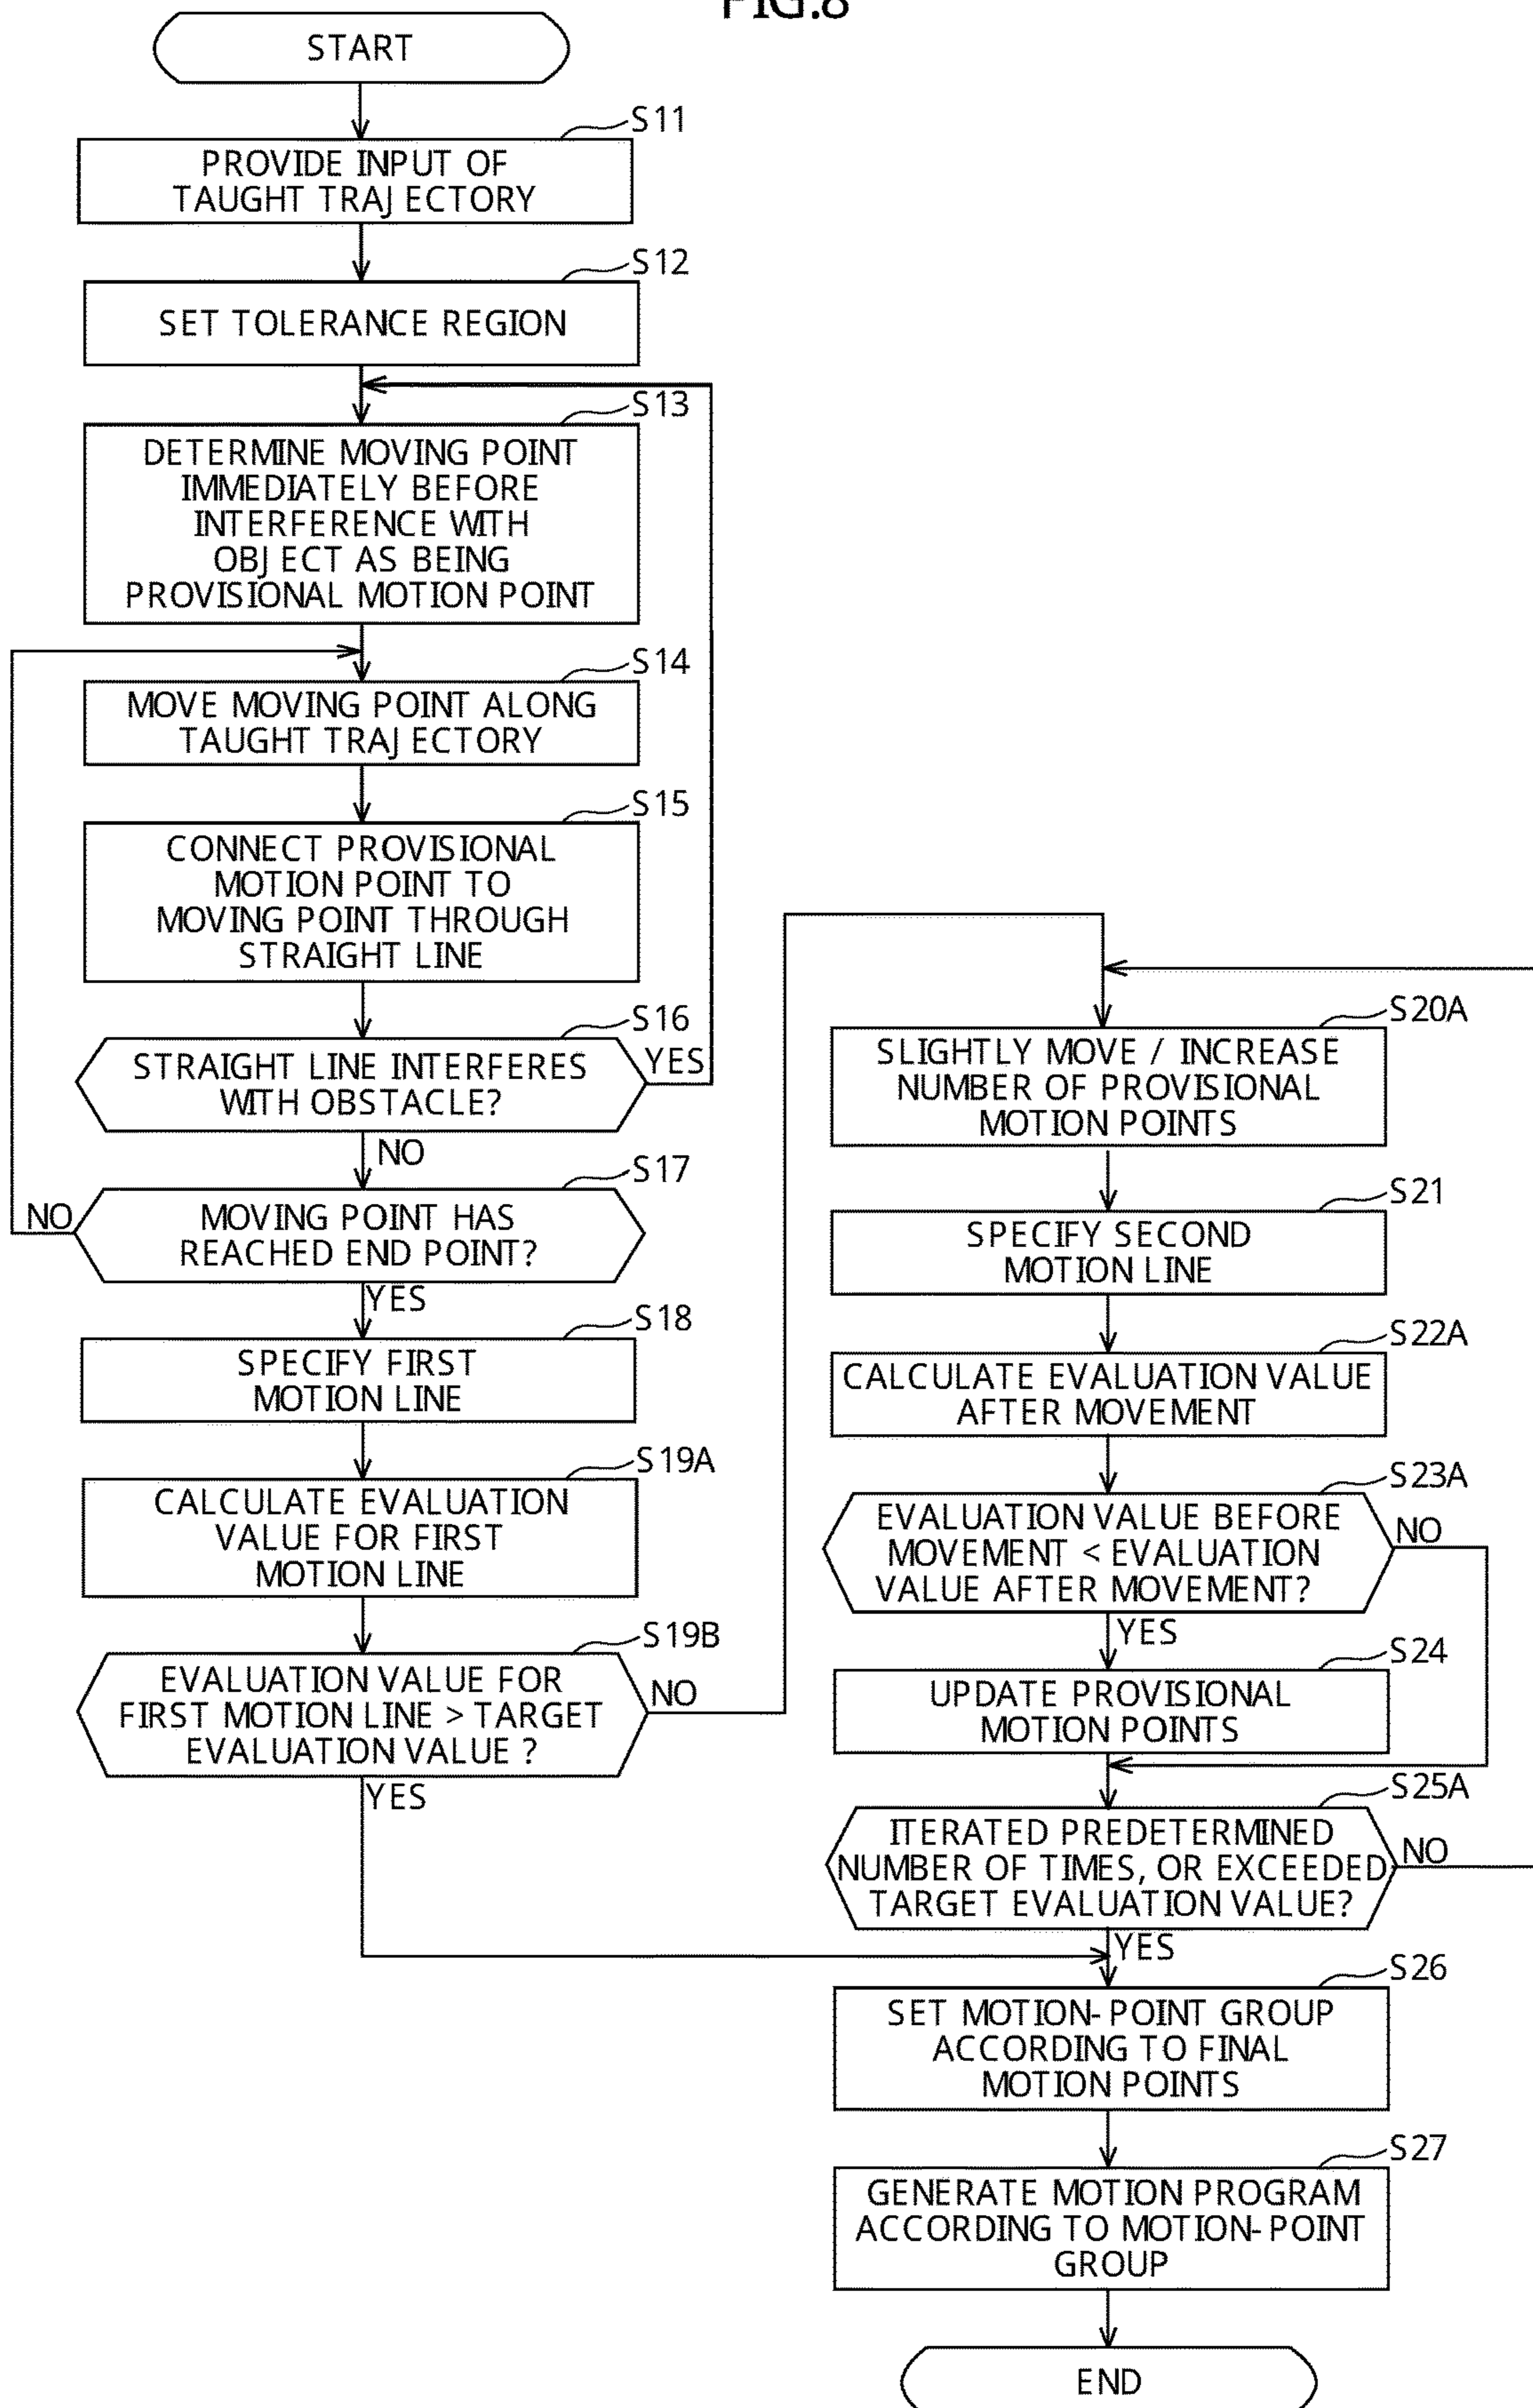 FIG.8
START
S11
PROVIDE INPUT OF
TAUGHT TRAJECTORY
S12
SET TOLERANCE REGION
S13
DETERMINE MOVING POINT
IMMEDIATELY BEFORE
INTERFERENCE WITH
OBJECT AS BEING
PROVISIONAL MOTION POINT
S14
MOVE MOVING POINT ALONG
TAUGHT TRAJECTORY
S15
CONNECT PROVISIONAL
MOTION POINT TO
MOVING POINT THROUGH
STRAIGHT LINE
S16
STRAIGHT LINE INTERFERES
WITH OBSTACLE?
YES
NO
S17
MOVING POINT HAS
REACHED END POINT?
NO
YES
S18
SPECIFY FIRST
MOTION LINE
S19A
CALCULATE EVALUATION
VALUE FOR FIRST
MOTION LINE
S19B
EVALUATION VALUE FOR
FIRST MOTION LINE > TARGET
EVALUATION VALUE ?
NO
YES
S20A
SLIGHTLY MOVE / INCREASE
NUMBER OF PROVISIONAL
MOTION POINTS
S21
SPECIFY SECOND
MOTION LINE
S22A
CALCULATE EVALUATION VALUE
AFTER MOVEMENT
S23A
EVALUATION VALUE BEFORE
MOVEMENT < EVALUATION
VALUE AFTER MOVEMENT?
NO
YES
S24
UPDATE PROVISIONAL
MOTION POINTS
S25A
ITERATED PREDETERMINED
NUMBER OF TIMES, OR EXCEEDED
TARGET EVALUATION VALUE?
NO
YES
S26
SET MOTION-POINT GROUP
ACCORDING TO FINAL
MOTION POINTS
S27
GENERATE MOTION PROGRAM
ACCORDING TO MOTION-POINT
GROUP
END